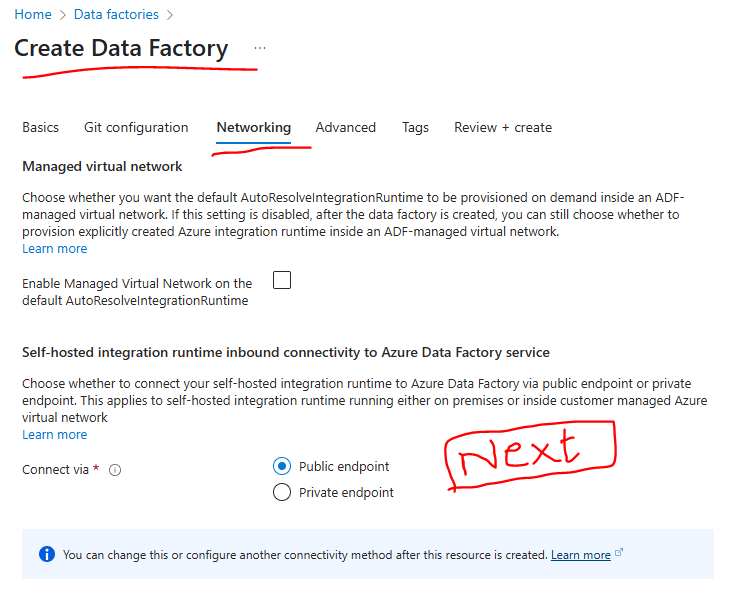 Home > Data factories >
Create Data Factory ...
Basics Git configuration Networking Advanced Tags Review + create
Managed virtual network
Choose whether you want the default AutoResolveIntegrationRuntime to be provisioned on demand inside an ADF-
managed virtual network. If this setting is disabled, after the data factory is created, you can still choose whether to
provision explicitly created Azure integration runtime inside an ADF-managed virtual network.
Learn more
Enable Managed Virtual Network on the
default AutoResolveIntegrationRuntime
Self-hosted integration runtime inbound connectivity to Azure Data Factory service
Choose whether to connect your self-hosted integration runtime to Azure Data Factory via public endpoint or private
endpoint. This applies to self-hosted integration runtime running either on premises or inside customer managed Azure
virtual network
Learn more
Next
Connect via * Public endpoint
Private endpoint
You can change this or configure another connectivity method after this resource is created. Learn more